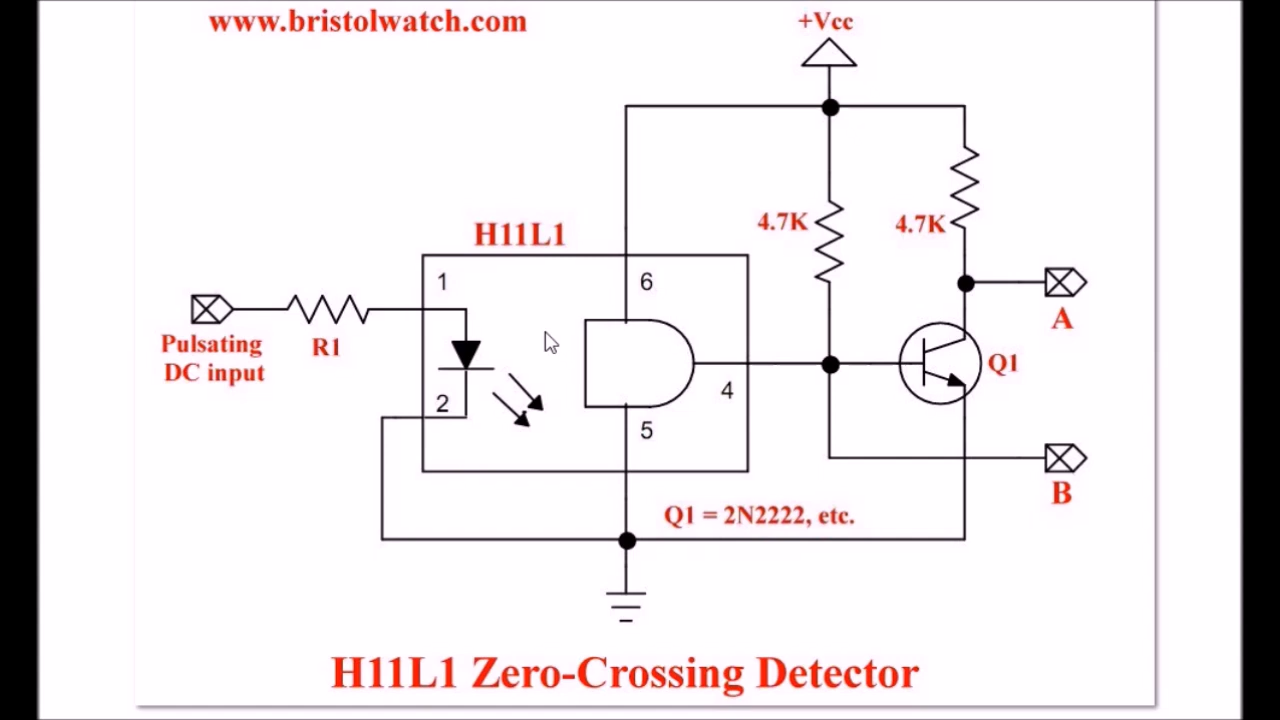 www.bristolwatch.com
+Vcc
H11L1
4.7K
4.7K
1
6
Pulsating
DC input
R1
A
Q1
2
4
5
B
Q1 = 2N2222, etc.
H11L1 Zero-Crossing Detector